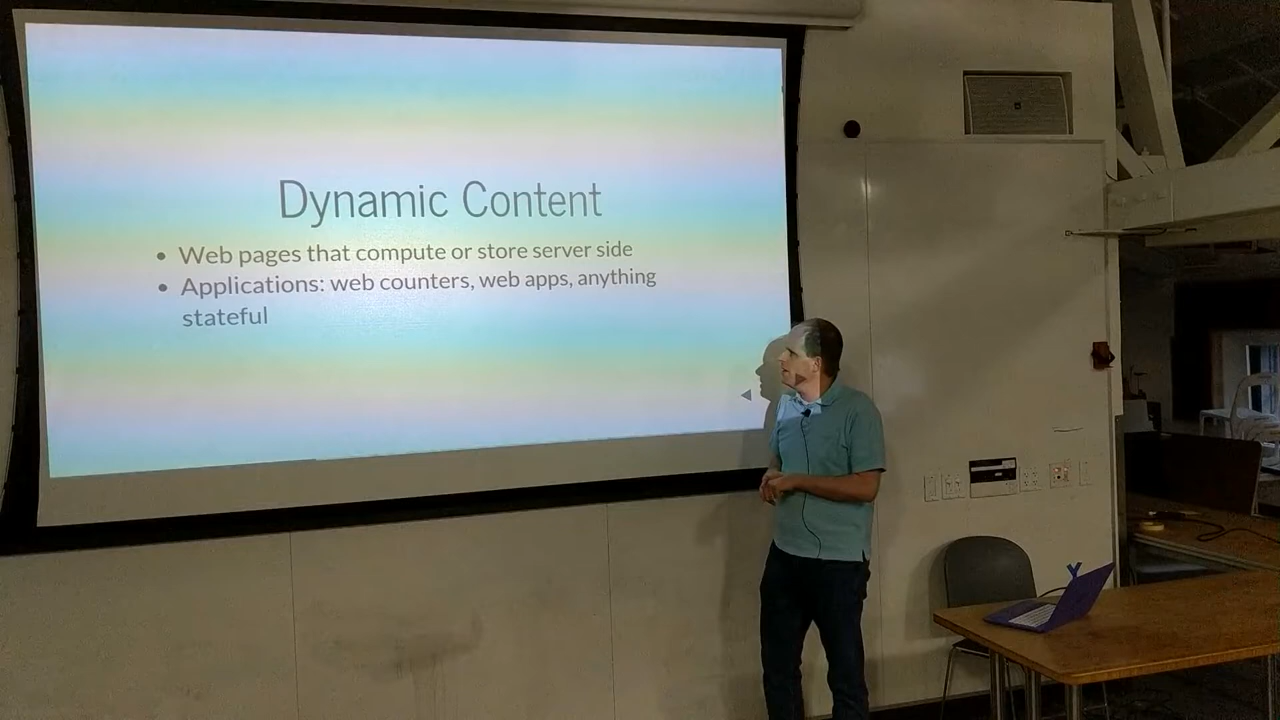 Dynamic Content
• Web pages that compute or store server side
• Applications: web counters, web apps, anything
stateful